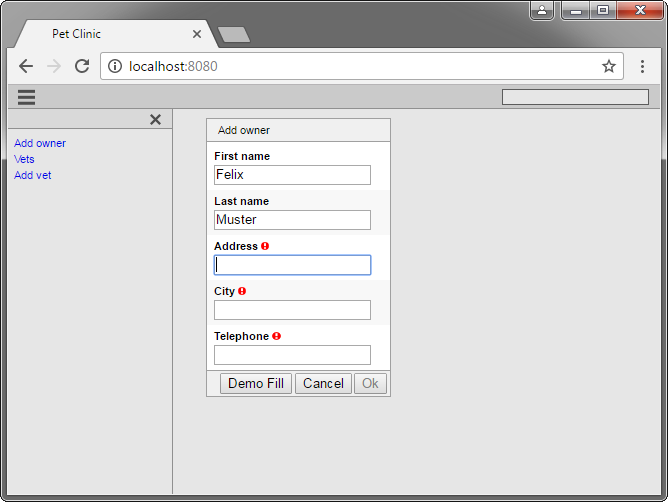 Pet Clinic
localhost:8080
Add owner
Vets
Add vet
Add owner
First name
Felix
Last name
Muster
Address
City
Telephone
Demo Fill Cancel Ok